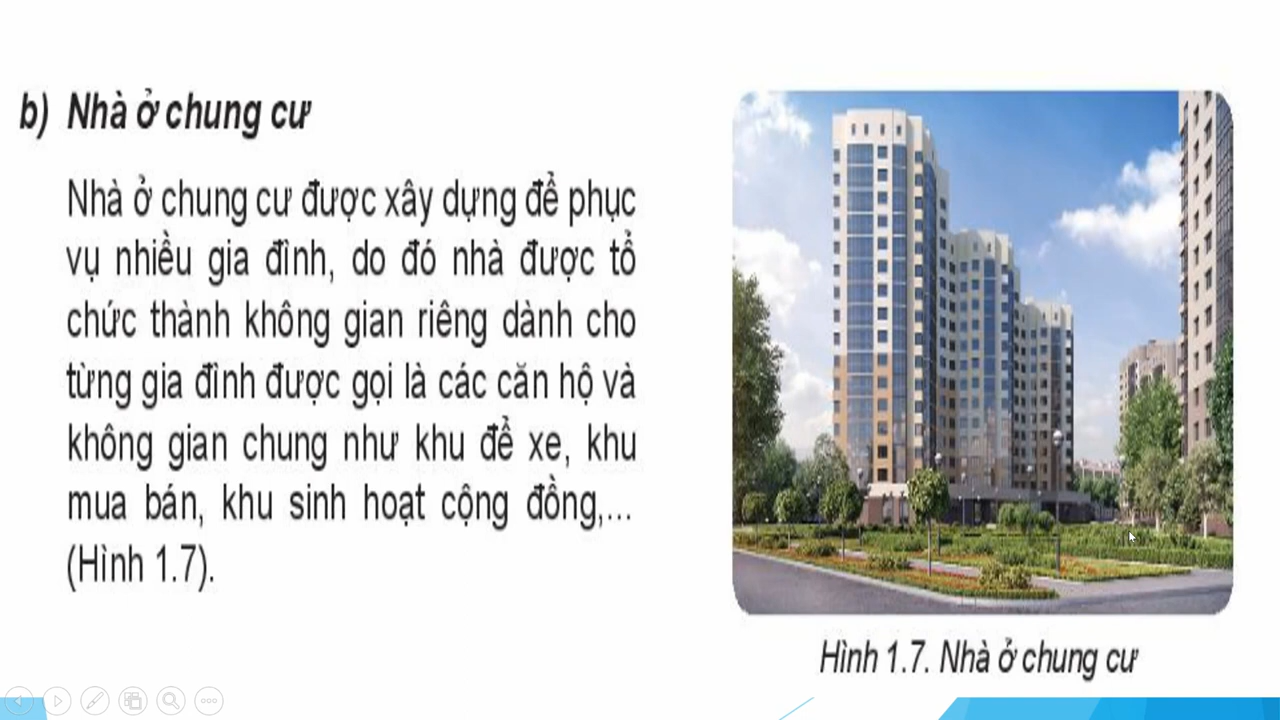 b) Nhà ở chung cư
Nhà ở chung cư được xây dựng để phục
vụ nhiều gia đình, do đó nhà được tổ
chức thành không gian riêng dành cho
từng gia đình được gọi là các căn hộ và
không gian chung như khu để xe, khu
mua bán, khu sinh hoạt cộng đồng,...
(Hình 1.7).
Hình 1.7. Nhà ở chung cư